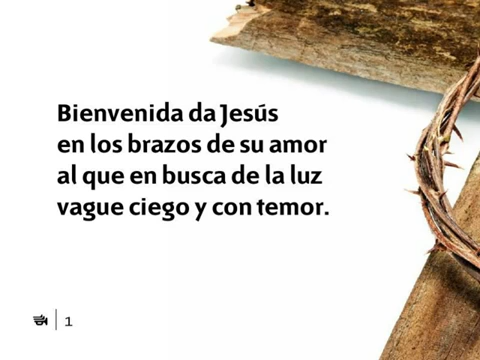 Bienvenida da Jesús
en los brazos de su amor
al que en busca de la luz
vague ciego y con temor.
1